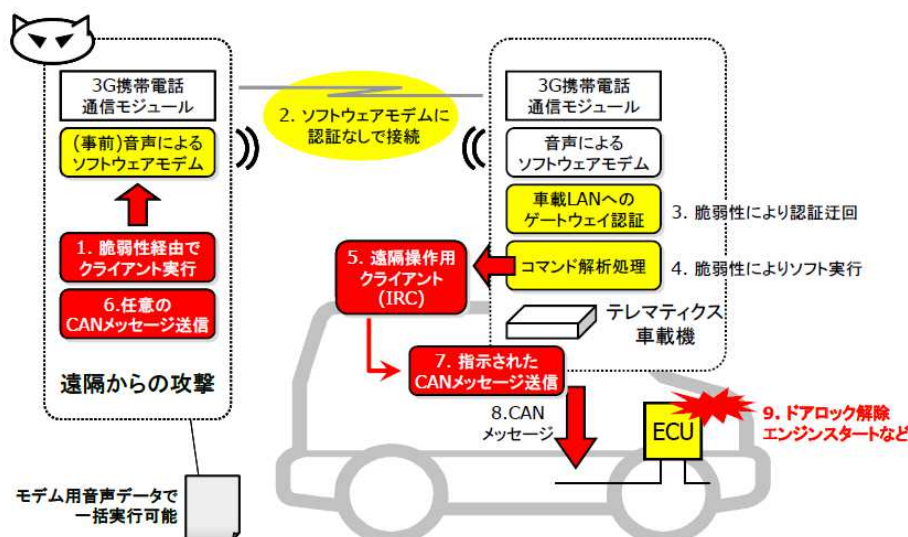 3G携帯電話
通信モジュール
(事前)音声による
ソフトウェアモデム
1. 脆弱性経由で
クライアント実行
6.任意の
CANメッセージ送信
遠隔からの攻撃
モデム用音声データで
一括実行可能
2. ソフトウェアモデムに
認証なしで接続
3G携帯電話
通信モジュール
音声による
ソフトウェアモデム
車載LANへの
ゲートウェイ認証
3. 脆弱性により認証迂回
コマンド解析処理
4. 脆弱性によりソフト実行
5. 遠隔操作用
クライアント
(IRC)
テレマティクス
車載機
7. 指示された
CANメッセージ送信
8.CAN
メッセージ
ECU
9. ドアロック解除
エンジンスタートなど